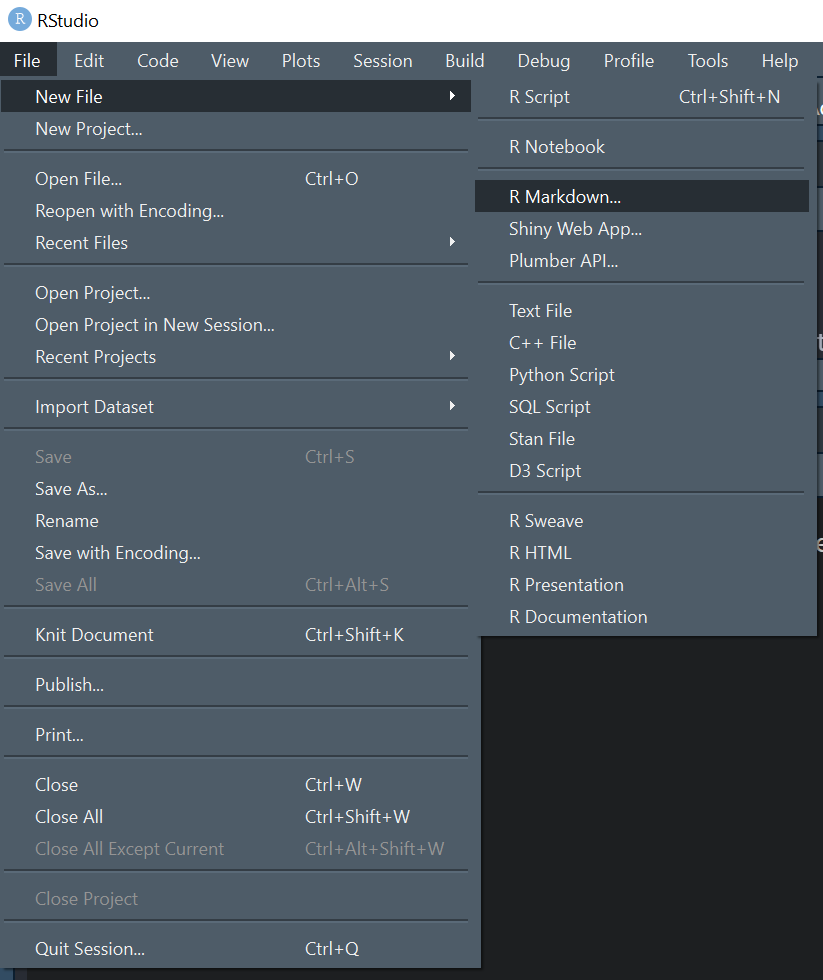 R RStudio
File Edit Code View Plots Session Build Debug Profile Tools Help
New File
New Project...
Open File... Ctrl+O
Reopen with Encoding...
Recent Files
Open Project...
Open Project in New Session...
Recent Projects
Import Dataset
Save Ctrl+S
Save As...
Rename
Save with Encoding...
Save All Ctrl+Alt+S
Knit Document Ctrl+Shift+K
Publish...
Print...
Close Ctrl+W
Close All Ctrl+Shift+W
Close All Except Current Ctrl+Alt+Shift+W
Close Project
Quit Session... Ctrl+Q
R Script Ctrl+Shift+N
R Notebook
R Markdown...
Shiny Web App...
Plumber API...
Text File
C++ File
Python Script
SQL Script
Stan File
D3 Script
R Sweave
R HTML
R Presentation
R Documentation